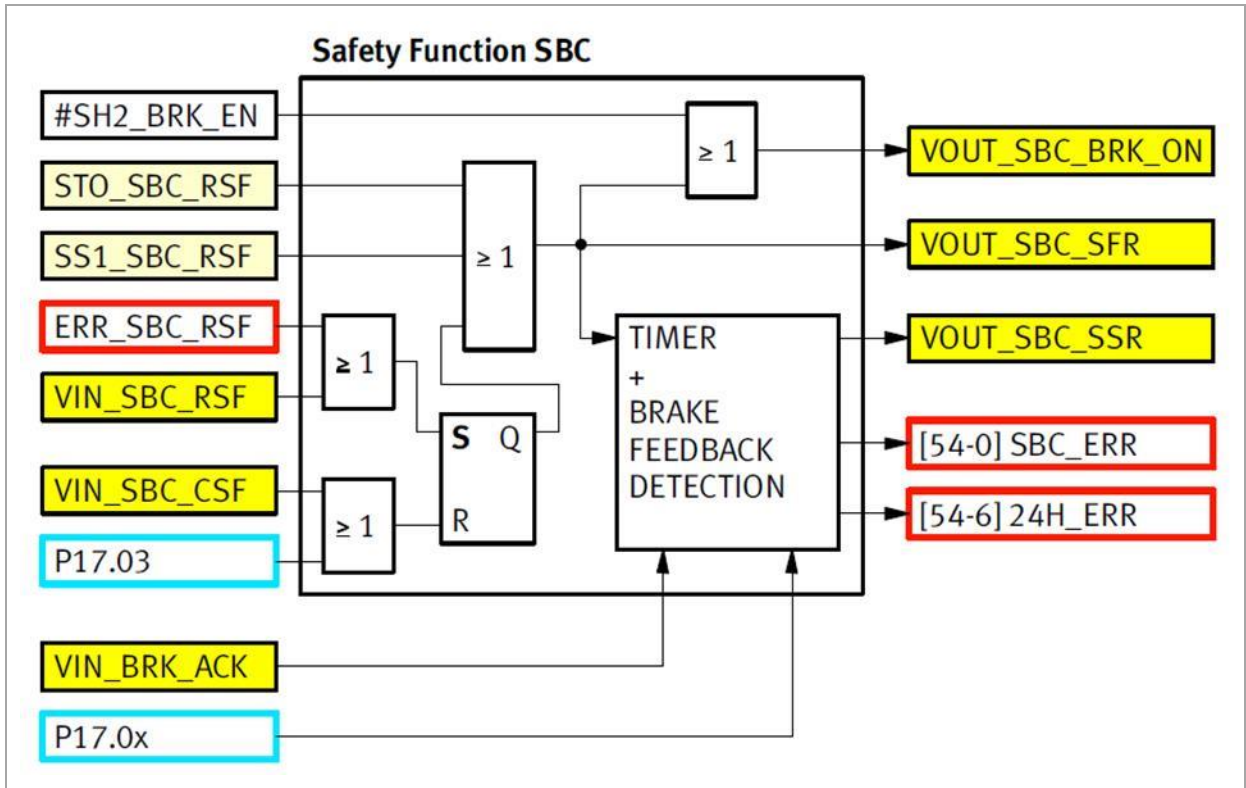 Safety Function SBC
#SH2_BRK_EN
STO_SBC_RSF
SS1_SBC_RSF
ERR_SBC_RSF
VIN_SBC_RSF
VIN_SBC_CSF
P17.03
VIN_BRK_ACK
P17.0x
≥ 1
≥ 1
≥ 1
≥ 1
S Q
R
TIMER
+
BRAKE
FEEDBACK
DETECTION
VOUT_SBC_BRK_ON
VOUT_SBC_SFR
VOUT_SBC_SSR
[54-0] SBC_ERR
[54-6] 24H_ERR